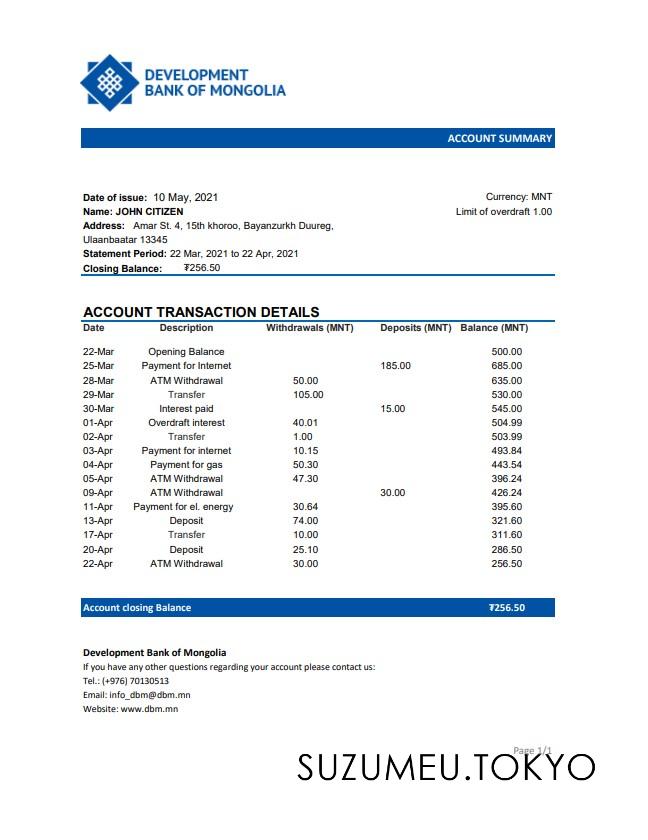 DEVELOPMENT
BANK OF MONGOLIA
ACCOUNT SUMMARY
Date of issue: 10 May, 2021
Currency: MNT
Name: JOHN CITIZEN
Limit of overdraft 1.00
Address: Amar St. 4, 15th khoroo, Bayanzurkh Duureg,
Ulaanbaatar 13345
Statement Period: 22 Mar, 2021 to 22 Apr, 2021
Closing Balance: ₮256.50
ACCOUNT TRANSACTION DETAILS
Date Description Withdrawals (MNT) Deposits (MNT) Balance (MNT)
22-Mar Opening Balance 500.00
25-Mar Payment for Internet 185.00 685.00
28-Mar ATM Withdrawal 50.00 635.00
29-Mar Transfer 105.00 530.00
30-Mar Interest paid 15.00 545.00
01-Apr Overdraft interest 40.01 504.99
02-Apr Transfer 1.00 503.99
03-Apr Payment for internet 10.15 493.84
04-Apr Payment for gas 50.30 443.54
05-Apr ATM Withdrawal 47.30 396.24
09-Apr ATM Withdrawal 30.00 426.24
11-Apr Payment for el. energy 30.64 395.60
13-Apr Deposit 74.00 321.60
17-Apr Transfer 10.00 311.60
20-Apr Deposit 25.10 286.50
22-Apr ATM Withdrawal 30.00 256.50
Account closing Balance ₮256.50
Development Bank of Mongolia
If you have any other questions regarding your account please contact us:
Tel.: (+976) 70130513
Email: info_dbm@dbm.mn
Website: www.dbm.mn
Page 1/1
SUZUMEU.TOKYO